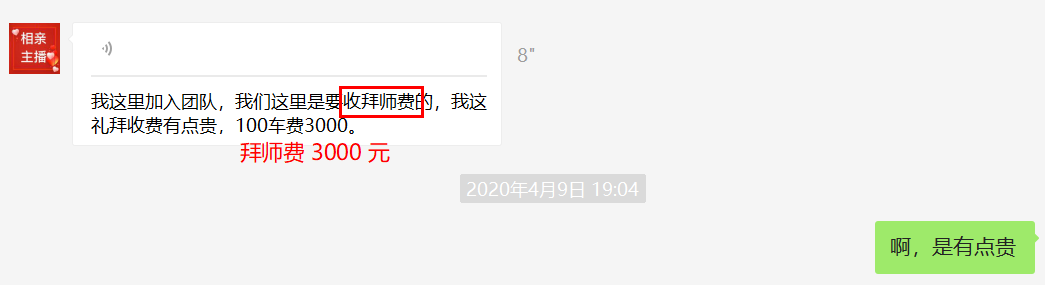 相亲
主播
8"
我这里加入团队，我们这里是要收拜师费的，我这
礼拜收费有点贵，100车费3000。
拜师费 3000 元
2020年4月9日 19:04
啊，是有点贵